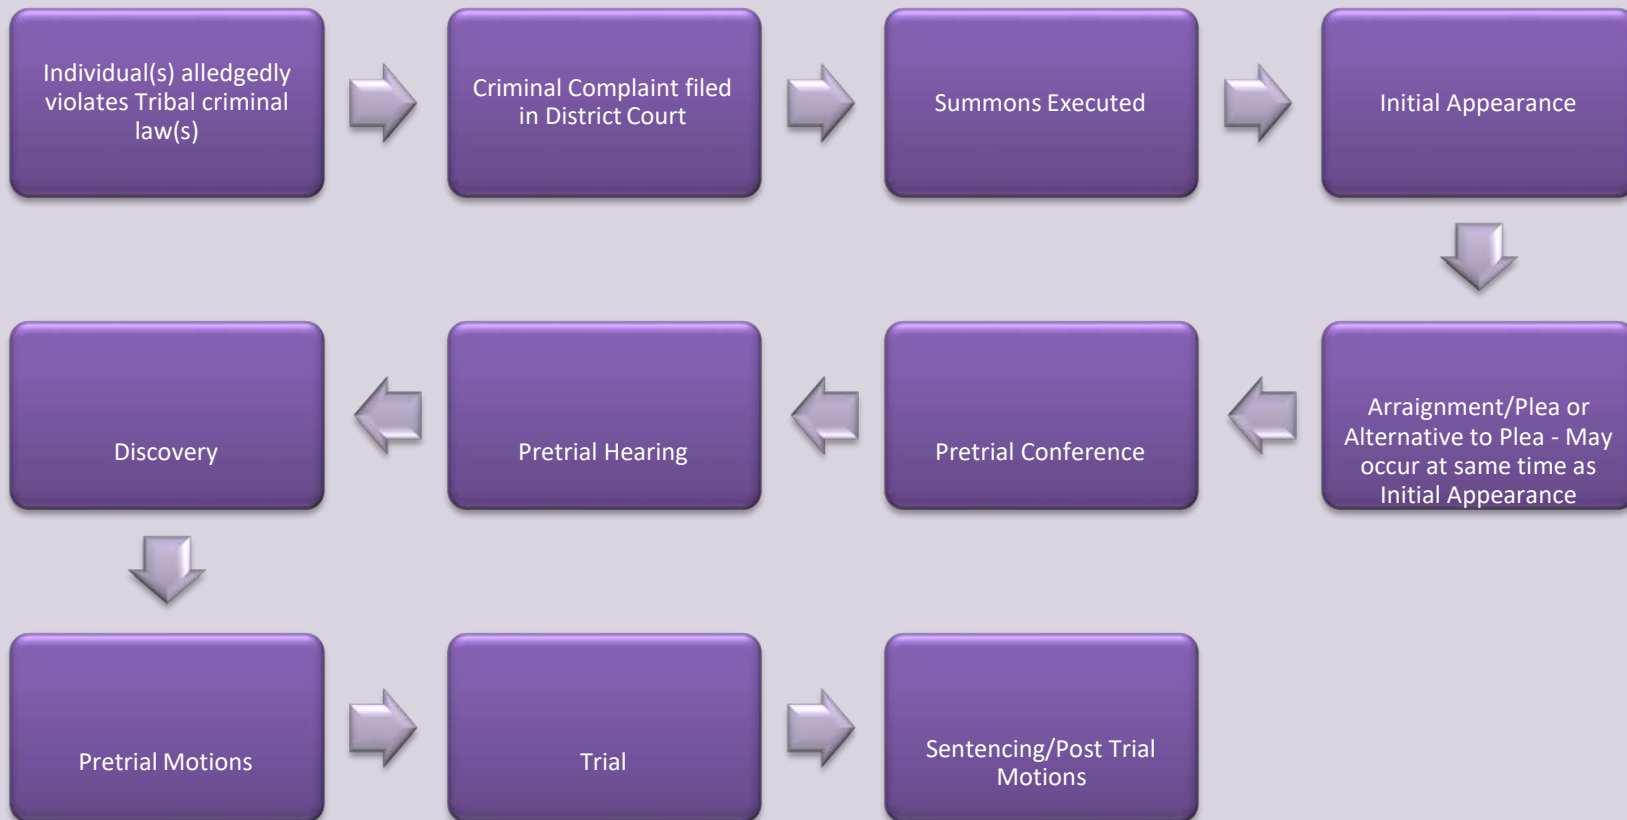 Individual(s) alledgedly
violates Tribal criminal
law(s)
Criminal Complaint filed
in District Court
Summons Executed
Initial Appearance
Arraignment/Plea or
Alternative to Plea - May
occur at same time as
Initial Appearance
Pretrial Conference
Pretrial Hearing
Discovery
Pretrial Motions
Trial
Sentencing/Post Trial
Motions